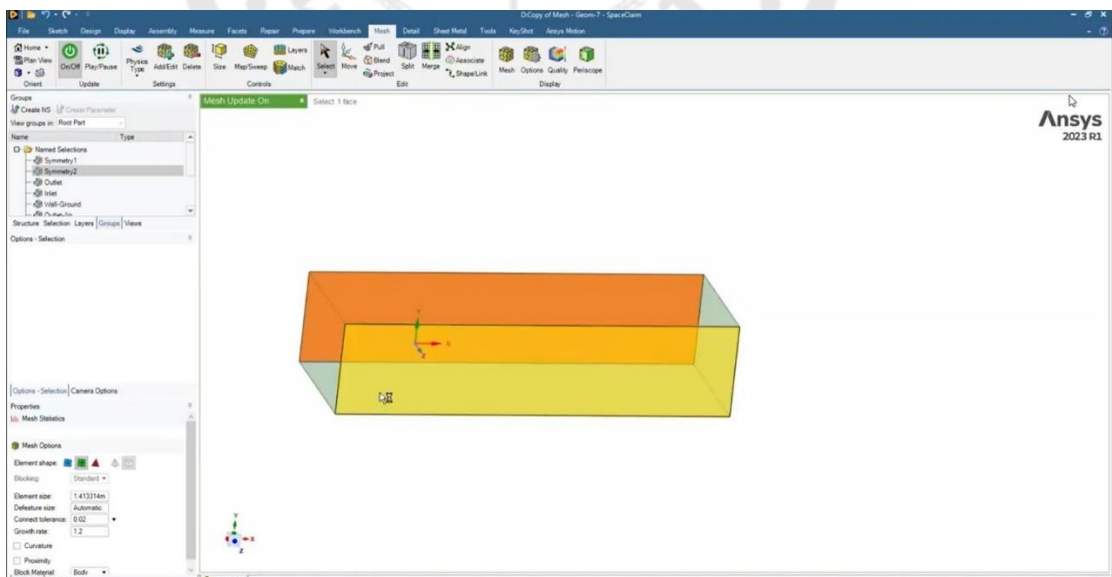 D:Copy of Mesh - Geom-7 - SpaceClaim
File Sketch Design Display Assembly Measure Facets Repair Prepare Workbench Mesh Detail Sheet Metal Tools KeyShot Ansys Motion
Home
Plan View
On/Off Play/Pause Physics Type Add/Edit Delete Size Map/Sweep Layers Match Select Move Pull Blend Project Split Merge Align Associate ShapeLink Mesh Options Quality Periscope
Orient Update Settings Controls Edit Display
Groups
Create NS Create Parameter
View groups in: Root Part
Name Type
Named Selections
Symmetry1
Symmetry2
Outlet
Inlet
Wall-Ground
Structure Selection Layers Groups Views
Options - Selection
Mesh Update On Select 1 face
Ansys
2023 R1
Y
X
Z
Options - Selection Camera Options
Properties
Mesh Statistics
Mesh Options
Element shape:
Blocking: Standard
Element size: 1.413314m
Defeature size: Automatic
Connect tolerance: 0.02
Growth rate: 1.2
Curvature
Proximity
Block Material: Body
Y
X
Z